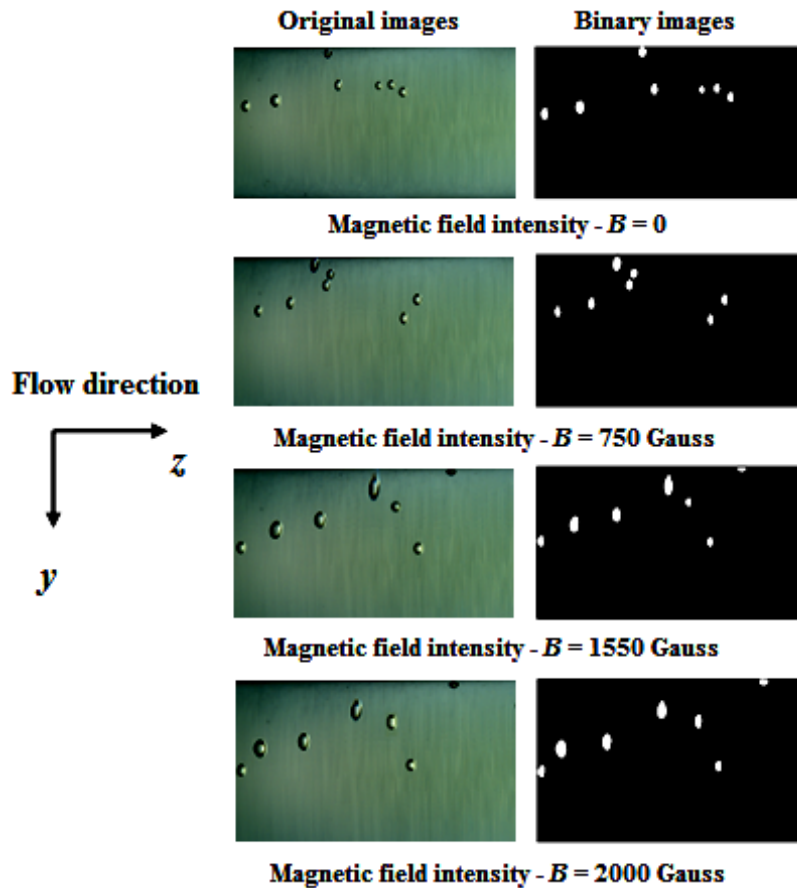 Original images
Binary images
Magnetic field intensity - B = 0
Flow direction
z
y
Magnetic field intensity - B = 750 Gauss
Magnetic field intensity - B = 1550 Gauss
Magnetic field intensity - B = 2000 Gauss